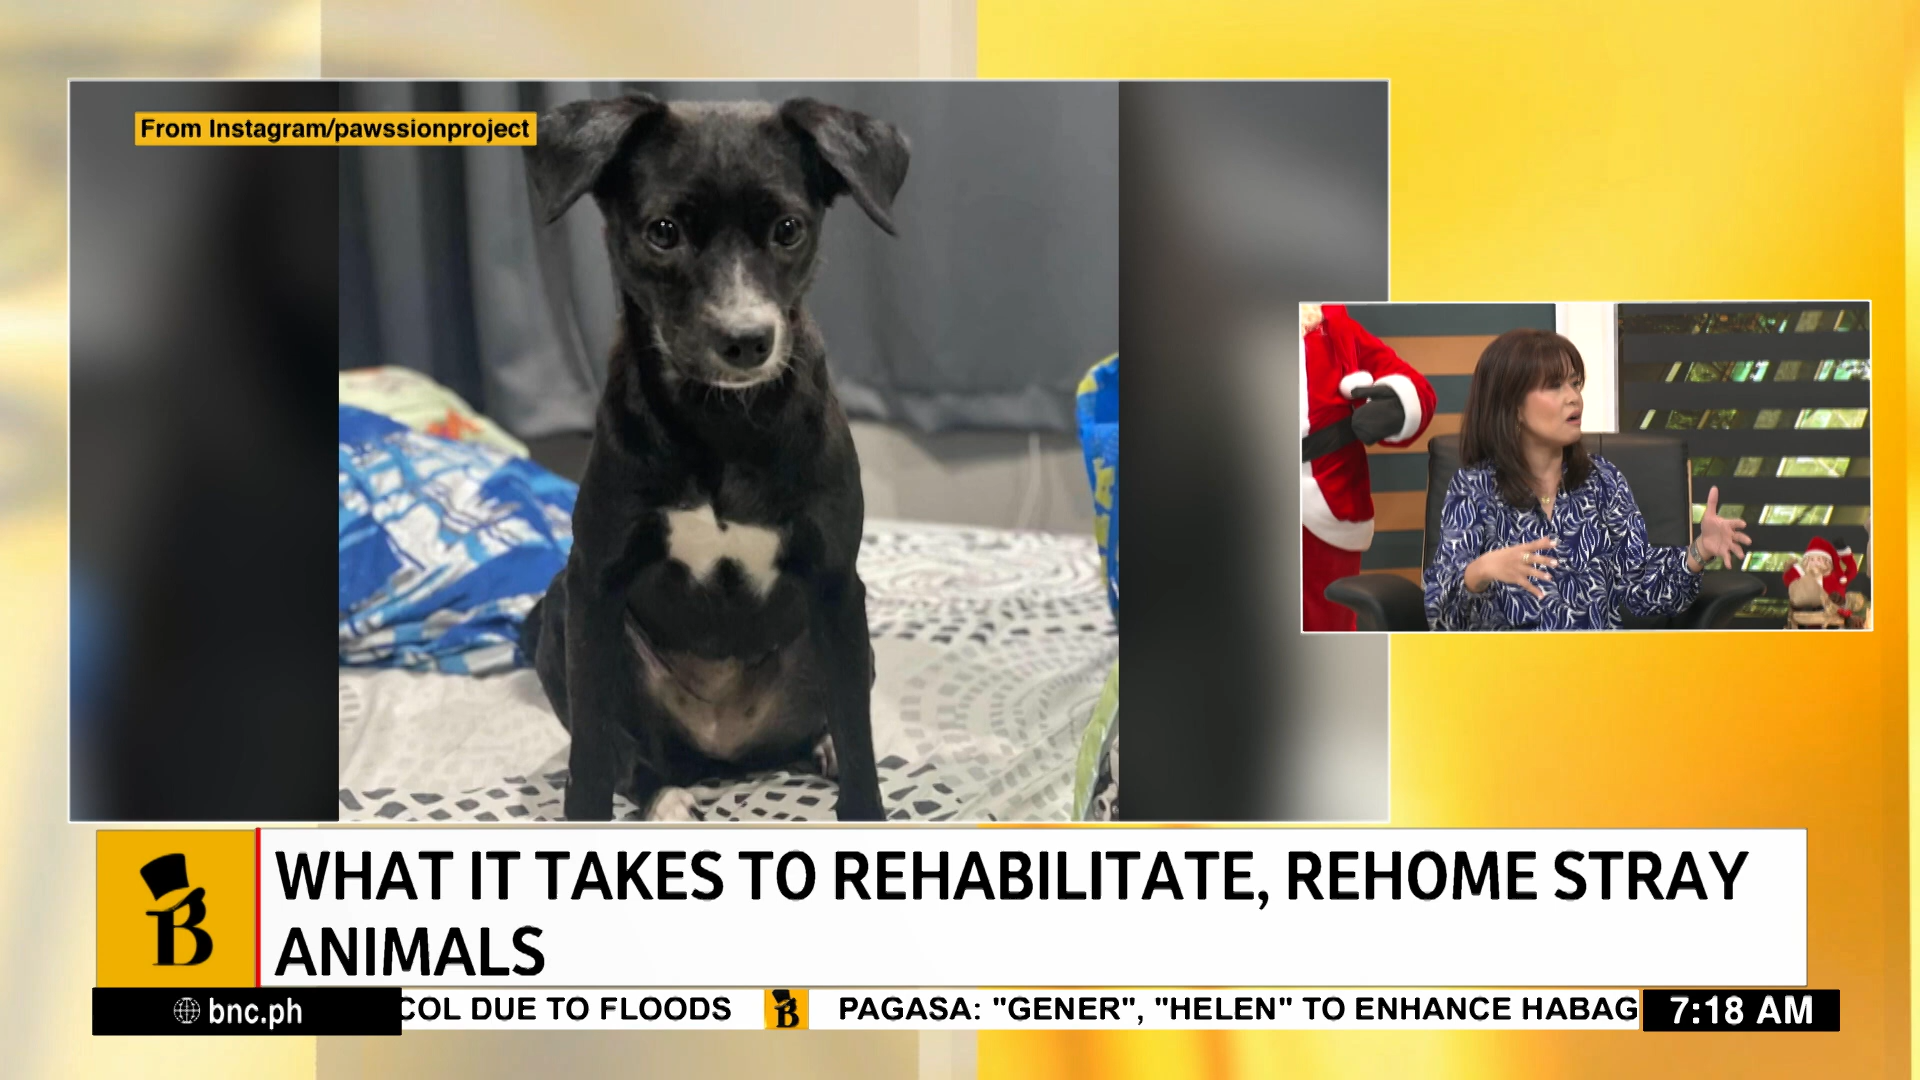 From Instagram/pawssionproject
WHAT IT TAKES TO REHABILITATE, REHOME STRAY
ANIMALS
B
bnc.ph
COL DUE TO FLOODS
B
PAGASA: "GENER", "HELEN" TO ENHANCE HABAG
7:18 AM